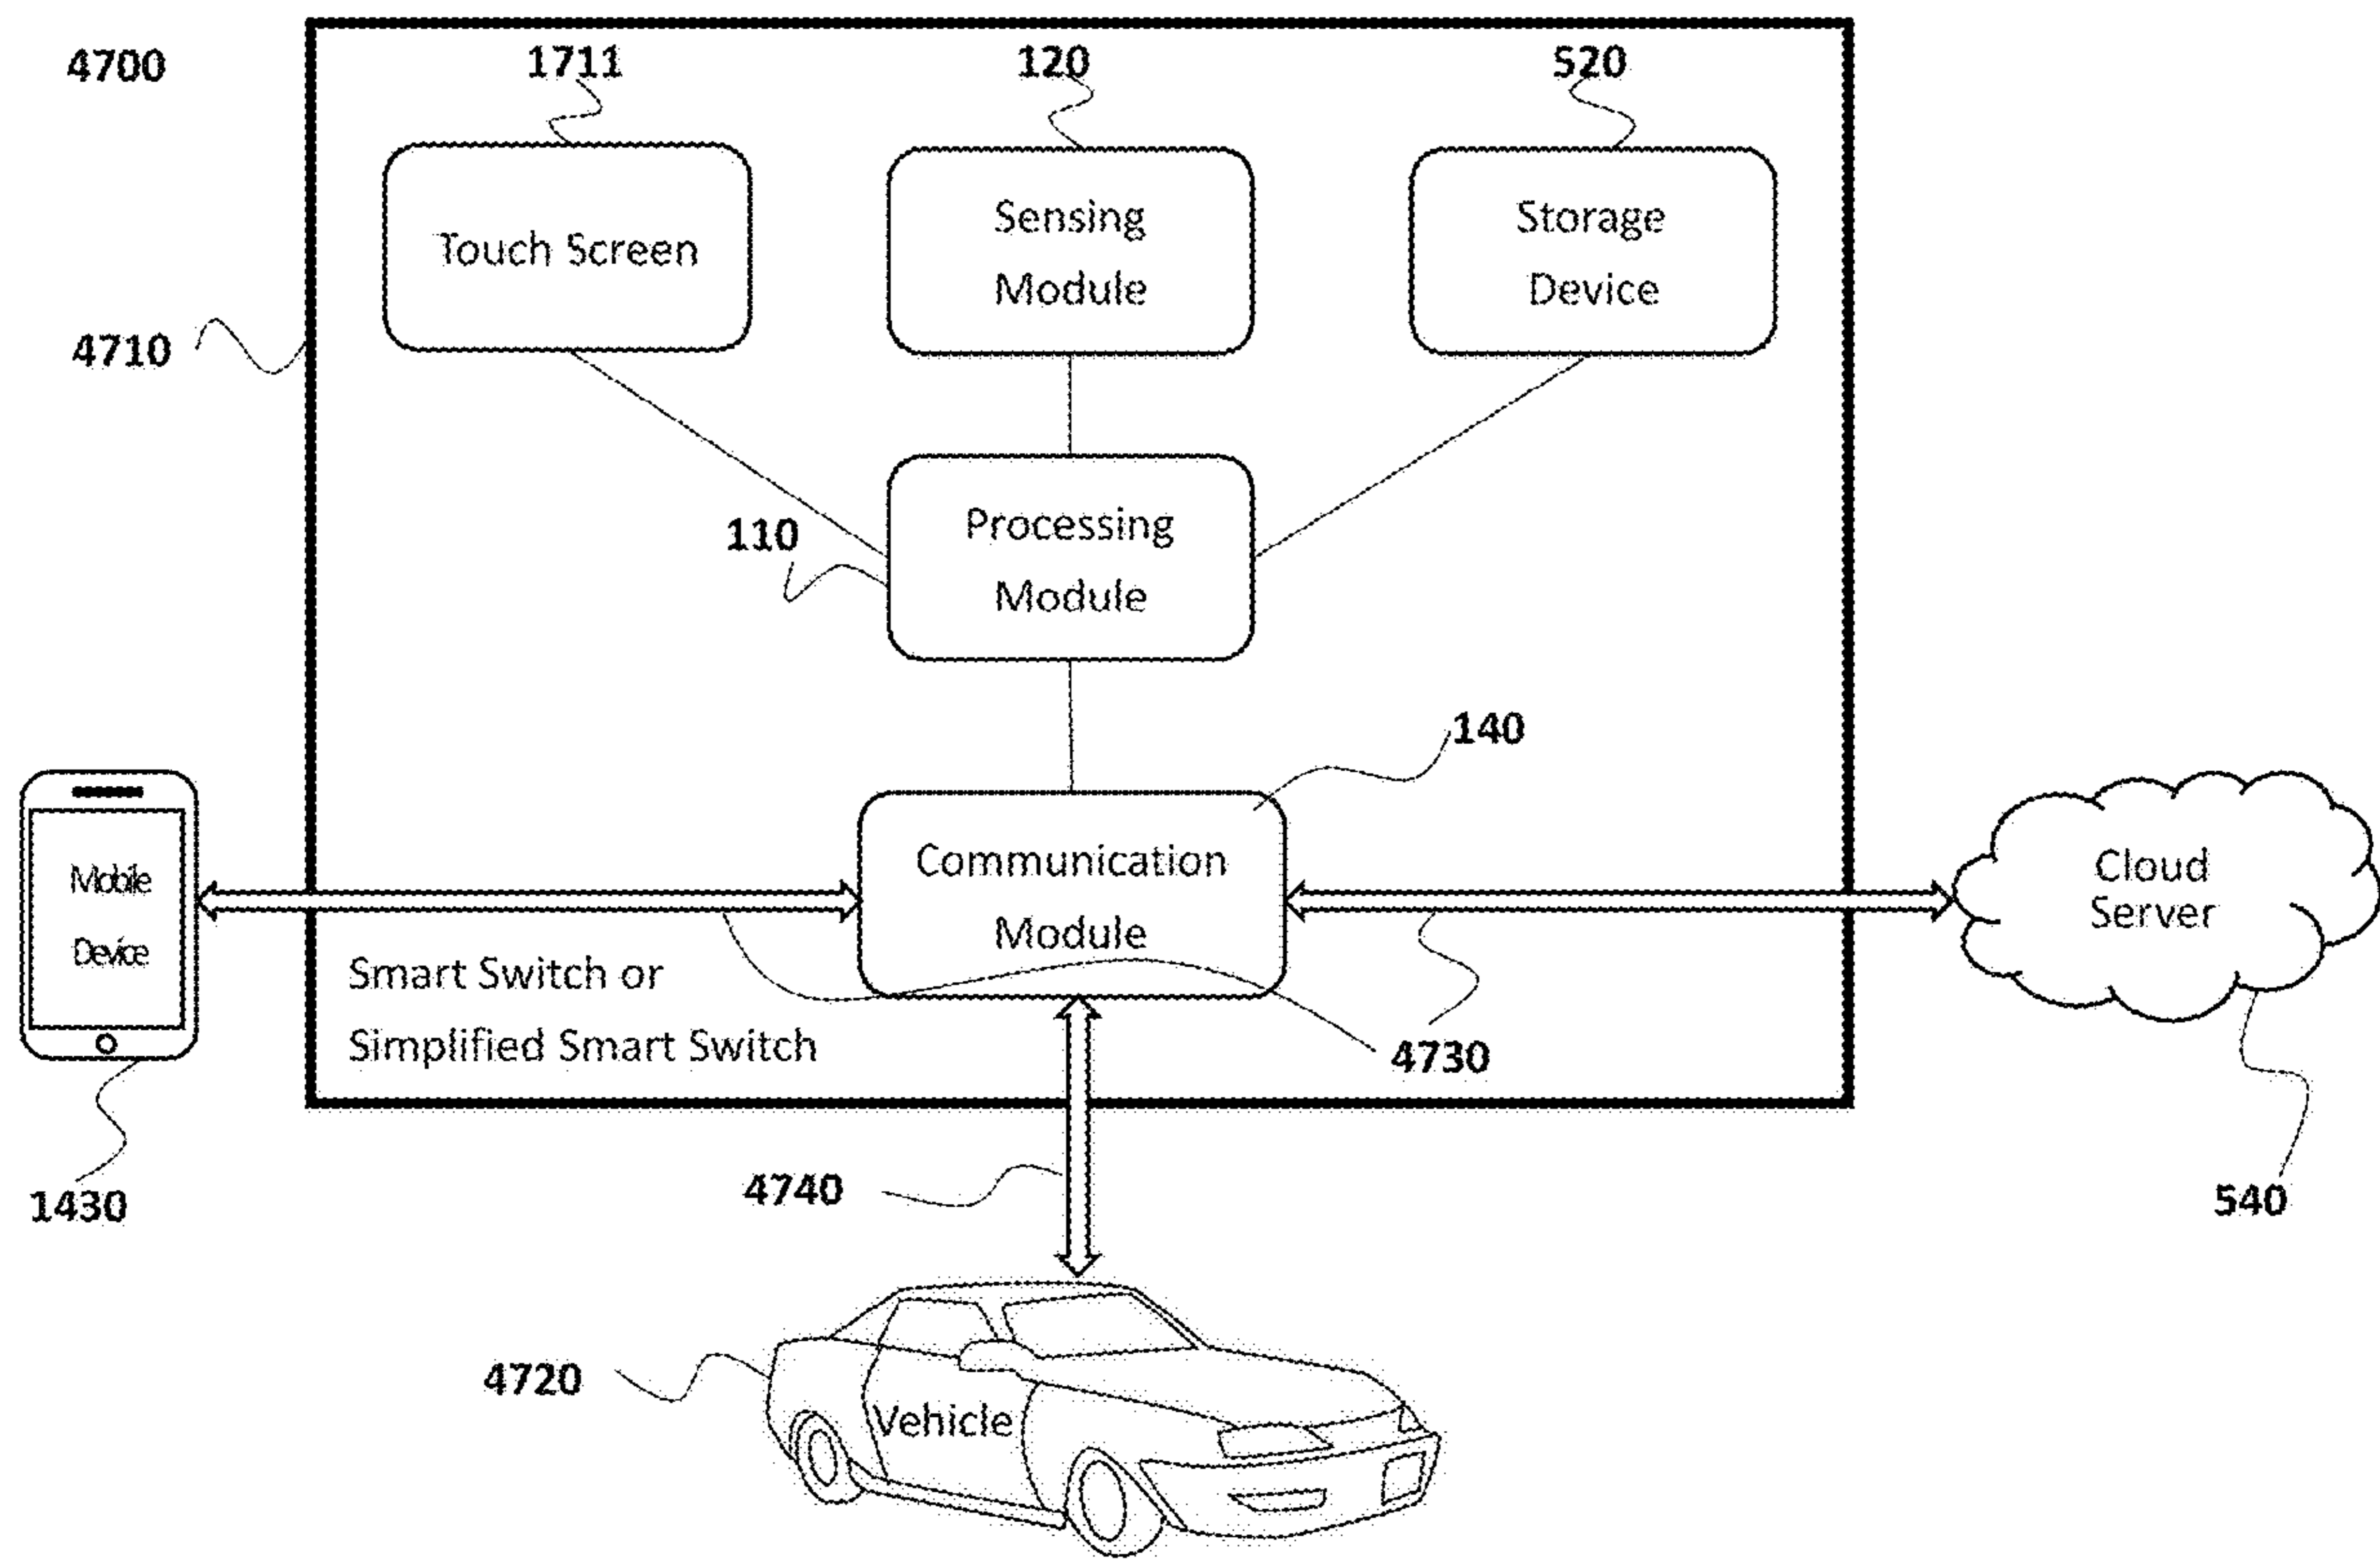 4700
1711
120
520
Touch Screen
Sensing
Module
Storage
Device
4710
110
Processing
Module
140
Mobile
Device
Communication
Module
Cloud
Server
Smart Switch or
Simplified Smart Switch
4730
4740
1430
540
4720
Vehicle